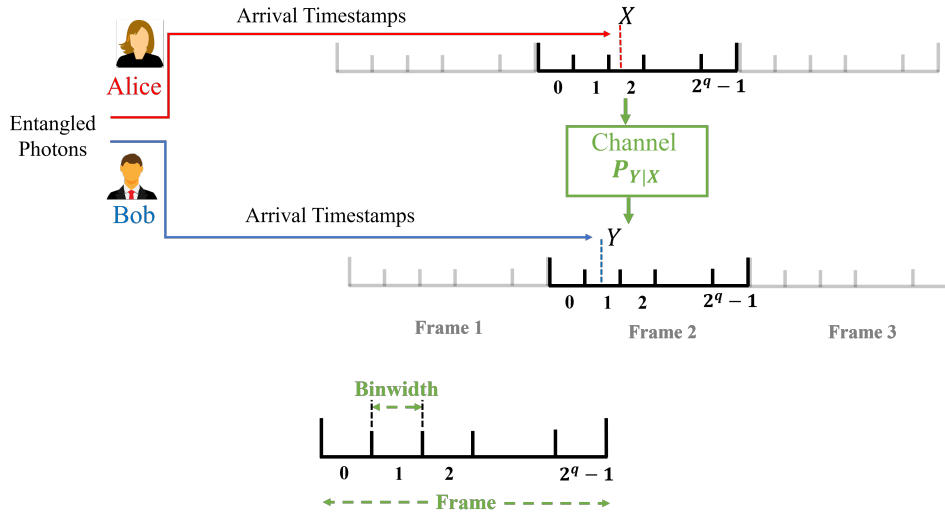 Arrival Timestamps
X
Alice
0 1 2 2^q − 1
Entangled
Photons
Channel
P_{Y|X}
Bob
Arrival Timestamps
Y
0 1 2 2^q − 1
Frame 1 Frame 2 Frame 3
Binwidth
0 1 2 2^q − 1
Frame